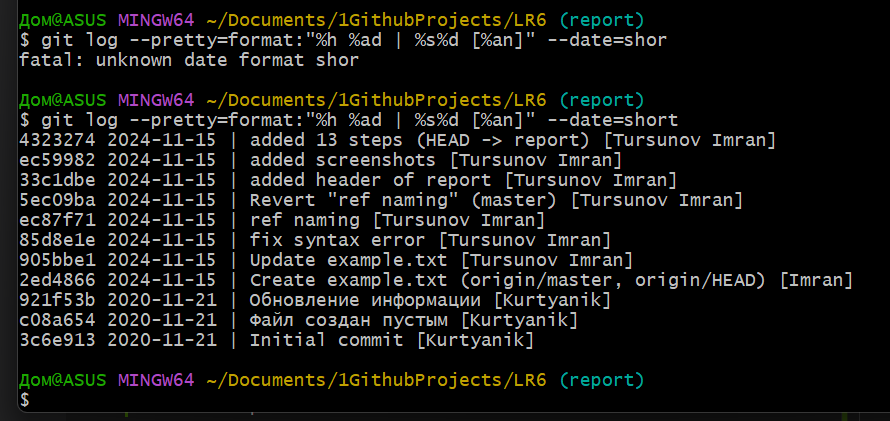 Дом@ASUS MINGW64 ~/Documents/1GithubProjects/LR6 (report)
$ git log --pretty=format:"%h %ad | %s%d [%an]" --date=shor
fatal: unknown date format shor
Дом@ASUS MINGW64 ~/Documents/1GithubProjects/LR6 (report)
$ git log --pretty=format:"%h %ad | %s%d [%an]" --date=short
4323274 2024-11-15 | added 13 steps (HEAD -> report) [Tursunov Imran]
ec59982 2024-11-15 | added screenshots [Tursunov Imran]
33c1dbe 2024-11-15 | added header of report [Tursunov Imran]
5ec09ba 2024-11-15 | Revert "ref naming" (master) [Tursunov Imran]
ec87f71 2024-11-15 | ref naming [Tursunov Imran]
85d8e1e 2024-11-15 | fix syntax error [Tursunov Imran]
905bbe1 2024-11-15 | Update example.txt [Tursunov Imran]
2ed4866 2024-11-15 | Create example.txt (origin/master, origin/HEAD) [Imran]
921f53b 2020-11-21 | Обновление информации [Kurtyanik]
c08a654 2020-11-21 | Файл создан пустым [Kurtyanik]
3c6e913 2020-11-21 | Initial commit [Kurtyanik]
Дом@ASUS MINGW64 ~/Documents/1GithubProjects/LR6 (report)
$